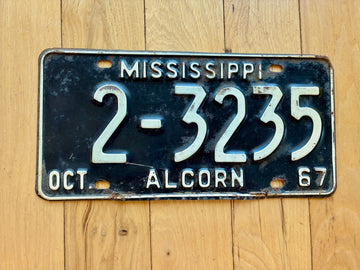 MISSISSIPPI
2-3235
OCT. ALCORN 67